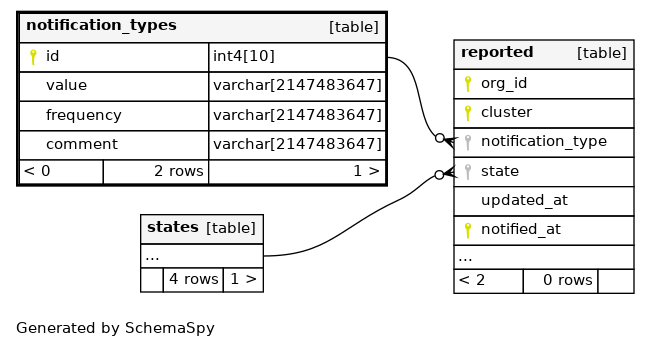 notification_types [table]
id int4[10]
value varchar[2147483647]
frequency varchar[2147483647]
comment varchar[2147483647]
< 0 2 rows 1 >
reported [table]
org_id
cluster
notification_type
state
updated_at
notified_at
...
< 2 0 rows
states [table]
...
4 rows 1 >
Generated by SchemaSpy